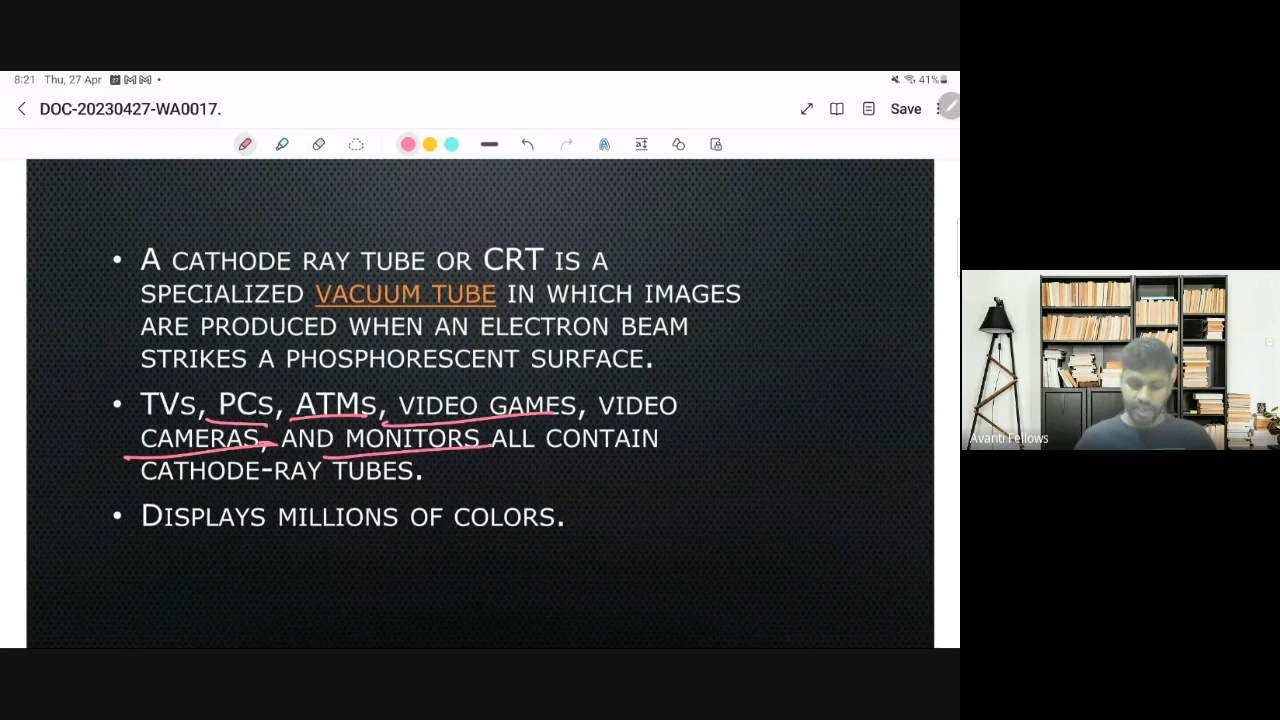 8:21 Thu, 27 Apr
41%
DOC-20230427-WA0017.
Save
• A CATHODE RAY TUBE OR CRT IS A
SPECIALIZED VACUUM TUBE IN WHICH IMAGES
ARE PRODUCED WHEN AN ELECTRON BEAM
STRIKES A PHOSPHORESCENT SURFACE.
• TVS, PCS, ATMS, VIDEO GAMES, VIDEO
CAMERAS, AND MONITORS ALL CONTAIN
CATHODE-RAY TUBES.
• DISPLAYS MILLIONS OF COLORS.
Avanti Fellows